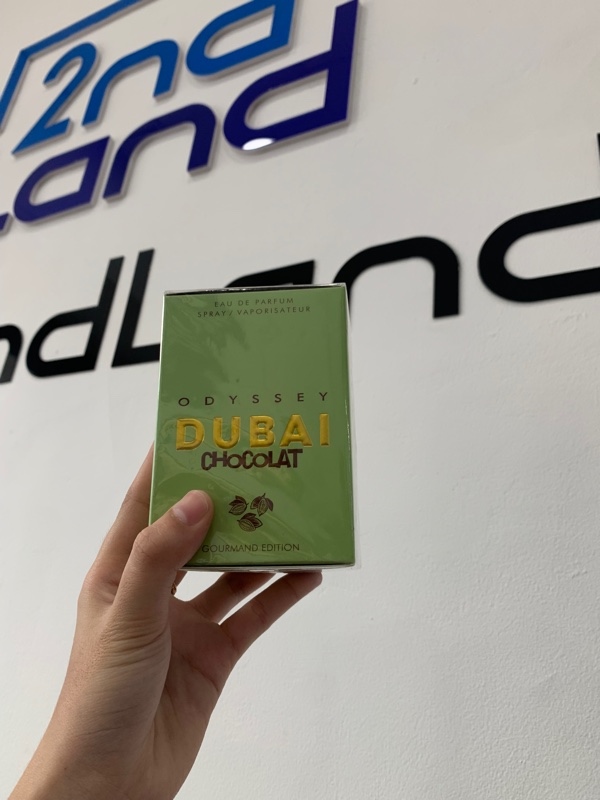 2nd
Land
ndLand
EAU DE PARFUM
SPRAY / VAPORISATEUR
ODYSSEY
DUBAI
CHOCOLAT
GOURMAND EDITION